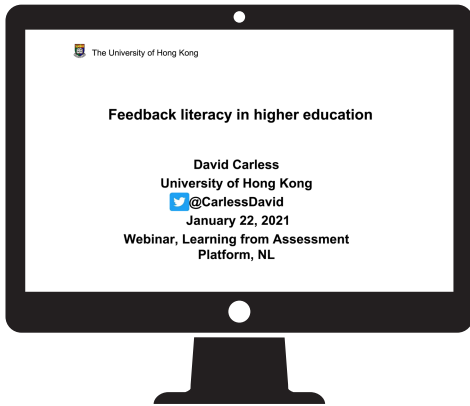 The University of Hong Kong
Feedback literacy in higher education
David Carless
University of Hong Kong
@CarlessDavid
January 22, 2021
Webinar, Learning from Assessment
Platform, NL